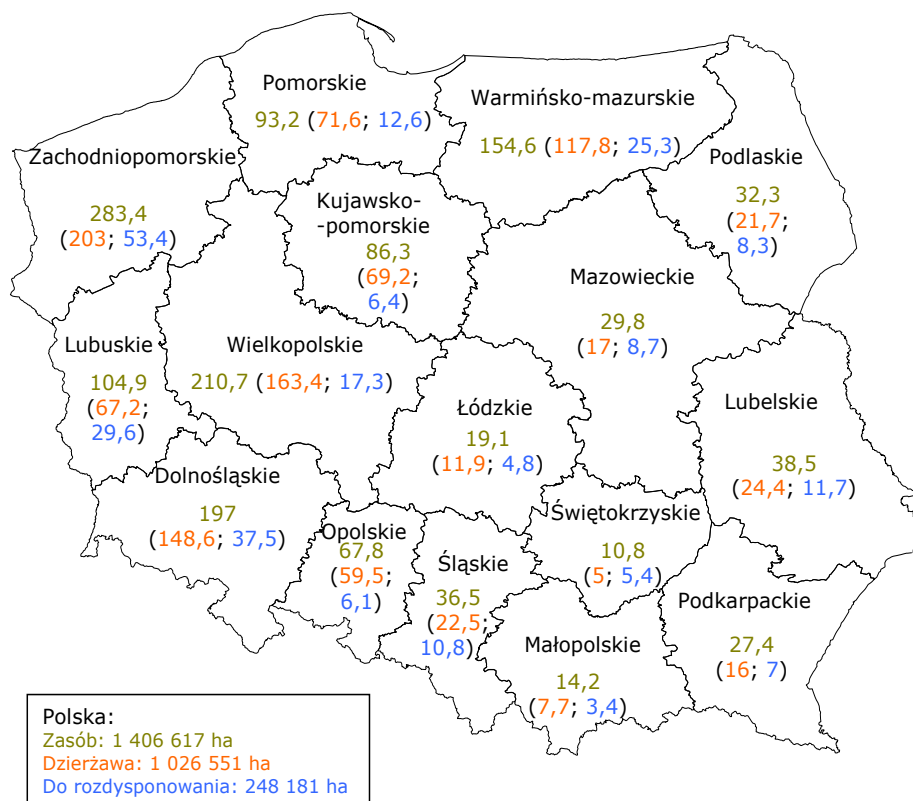 Pomorskie
93,2 (71,6; 12,6)
Warmińsko-mazurskie
154,6 (117,8; 25,3)
Zachodniopomorskie
283,4
(203; 53,4)
Podlaskie
32,3
(21,7;
8,3)
Kujawsko-
-pomorskie
86,3
(69,2;
6,4)
Mazowieckie
29,8
(17; 8,7)
Lubuskie
104,9
(67,2;
29,6)
Wielkopolskie
210,7 (163,4; 17,3)
Łódzkie
19,1
(11,9; 4,8)
Lubelskie
38,5
(24,4; 11,7)
Dolnośląskie
197
(148,6; 37,5)
Opolskie
67,8
(59,5;
6,1)
Śląskie
36,5
(22,5;
10,8)
Świętokrzyskie
10,8
(5; 5,4)
Małopolskie
14,2
(7,7; 3,4)
Podkarpackie
27,4
(16; 7)
Polska:
Zasób: 1 406 617 ha
Dzierżawa: 1 026 551 ha
Do rozdysponowania: 248 181 ha